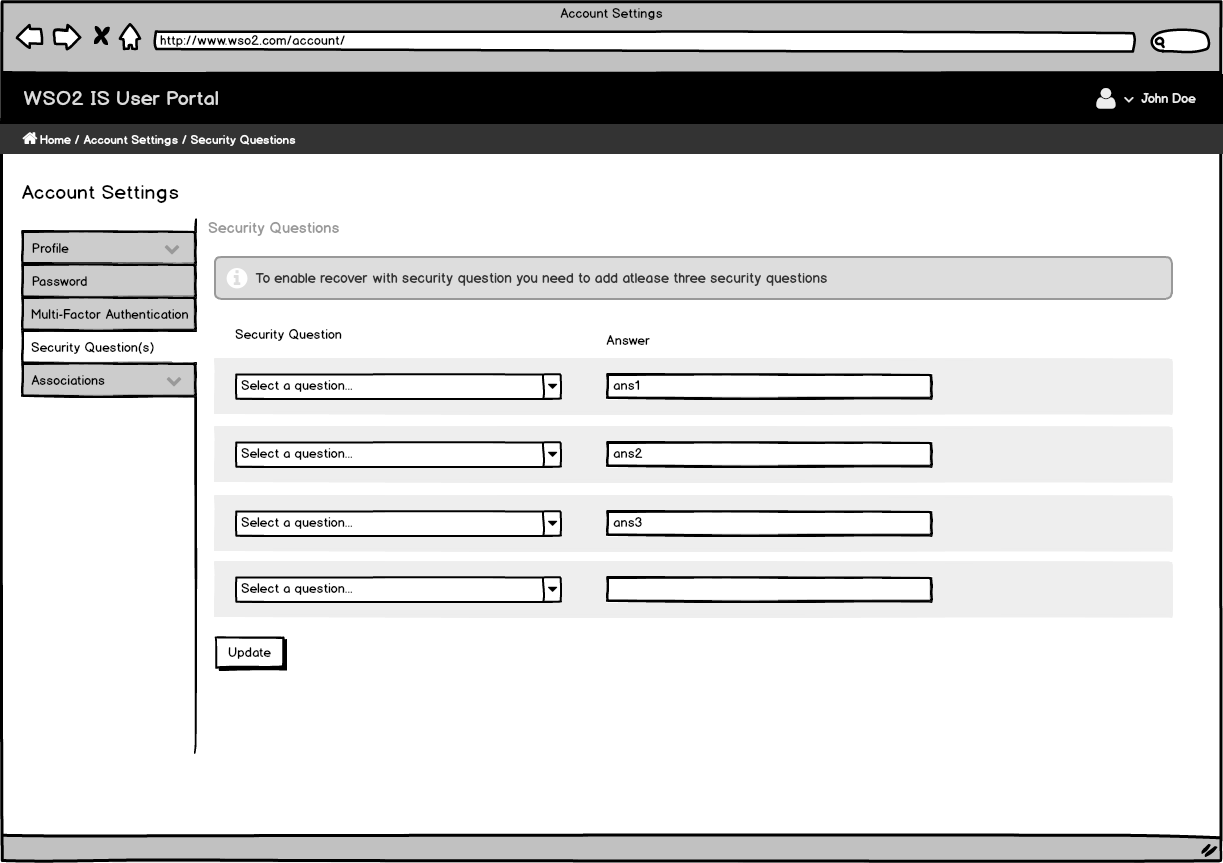 Account Settings
http://www.wso2.com/account/
WSO2 IS User Portal
John Doe
Home / Account Settings / Security Questions
Account Settings
Security Questions
Profile
Password
Multi-Factor Authentication
Security Question(s)
Associations
To enable recover with security question you need to add atlease three security questions
Security Question
Answer
Select a question...
ans1
Select a question...
ans2
Select a question...
ans3
Select a question...
Update